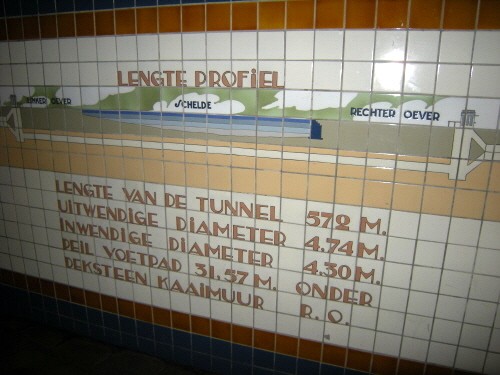 LENGTE PROFIEL
LINKER OEVER SCHELDE RECHTER OEVER
LENGTE VAN DE TUNNEL 572 M.
UITWENDIGE DIAMETER 4.74 M.
INWENDIGE DIAMETER 4.30 M.
PEIL VOETPAD 31.57 M. ONDER
DEKSTEEN KAAIMUUR R.O.